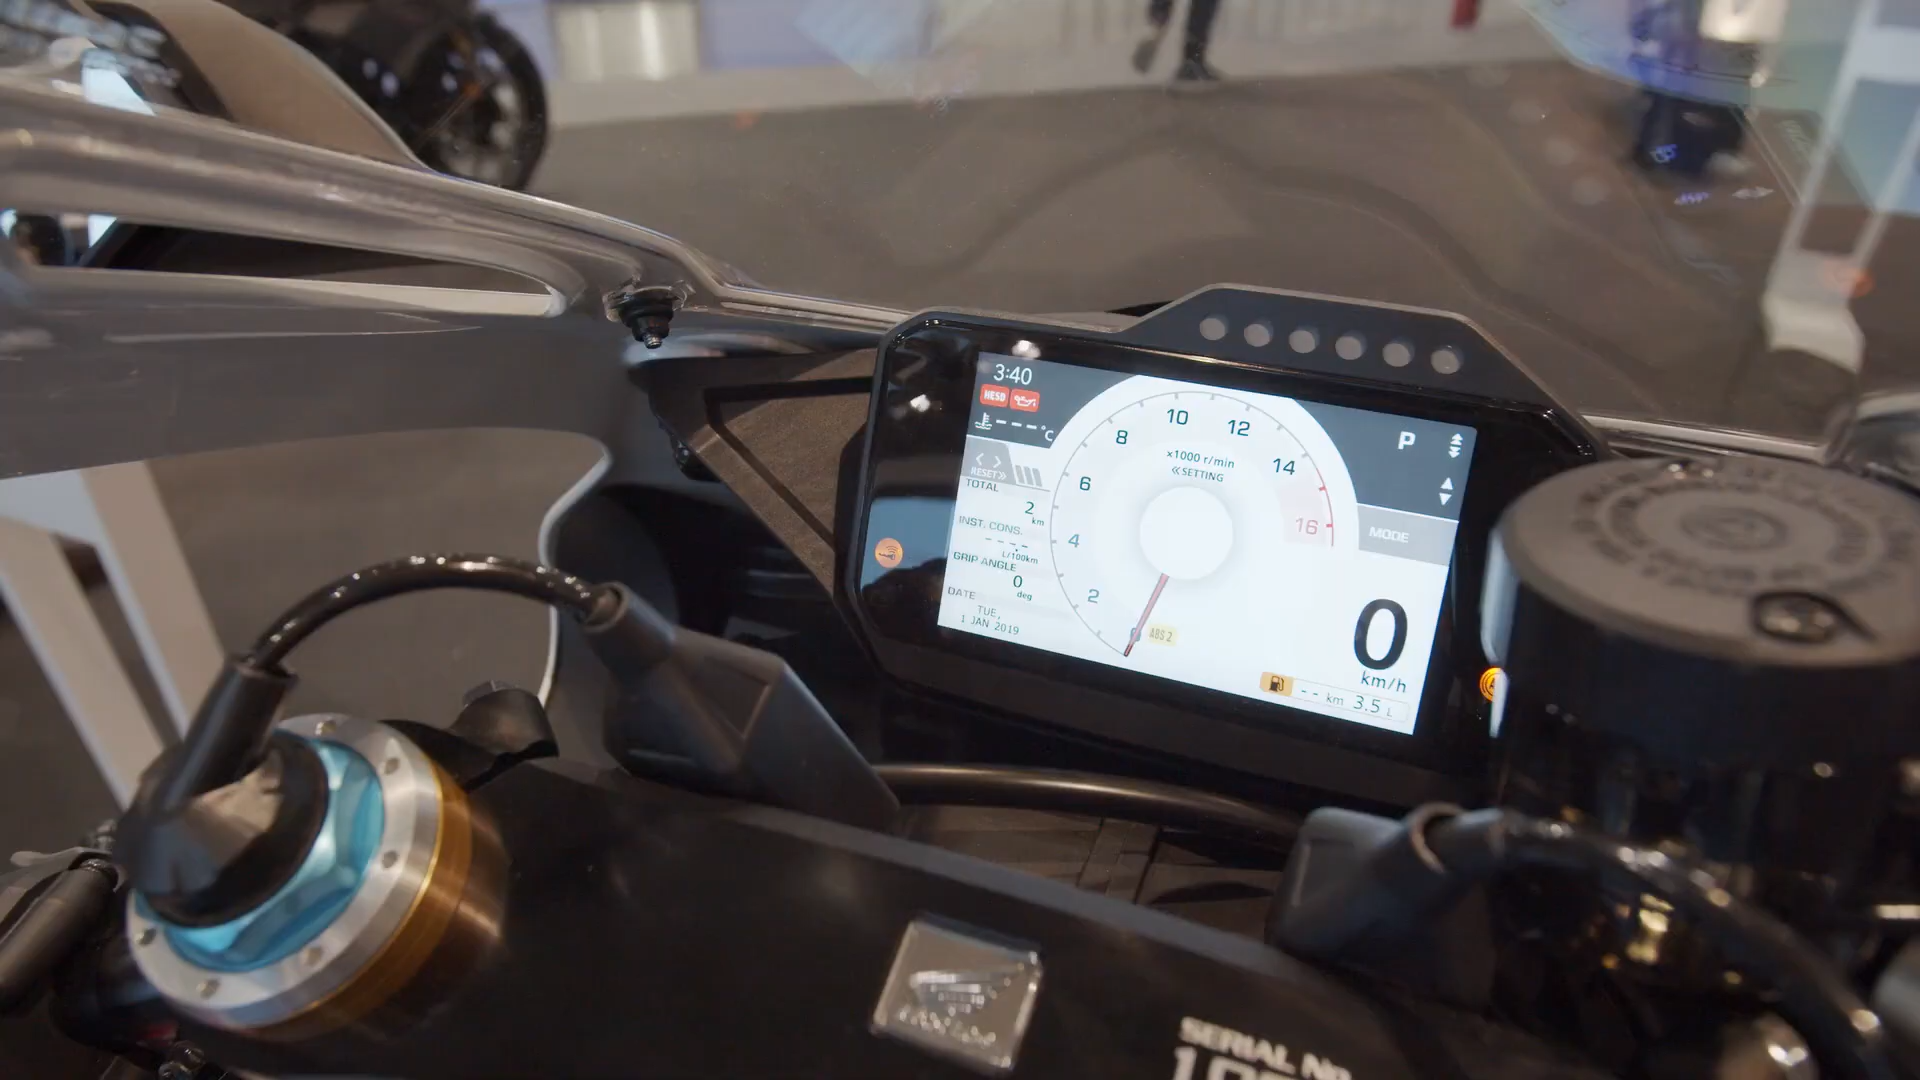 3:40
HESD
---°C
RESET
TOTAL
2
km
INST. CONS.
----
L/100km
GRIP ANGLE
0
deg
DATE
TUE,
1 JAN 2019
0
2
4
6
8
10
12
14
16
x1000 r/min
SETTING
ABS 2
P
MODE
0
km/h
-- km 3.5 L
SERIAL No.